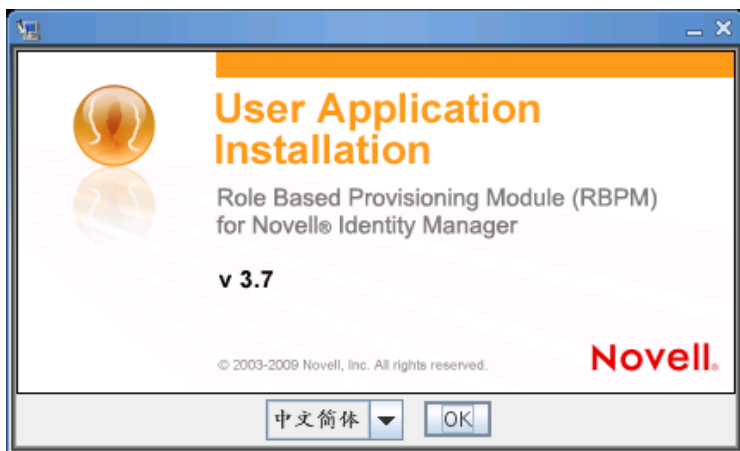 User Application
Installation
Role Based Provisioning Module (RBPM)
for Novell® Identity Manager
v 3.7
© 2003-2009 Novell, Inc. All rights reserved.
Novell®
中文简体
OK